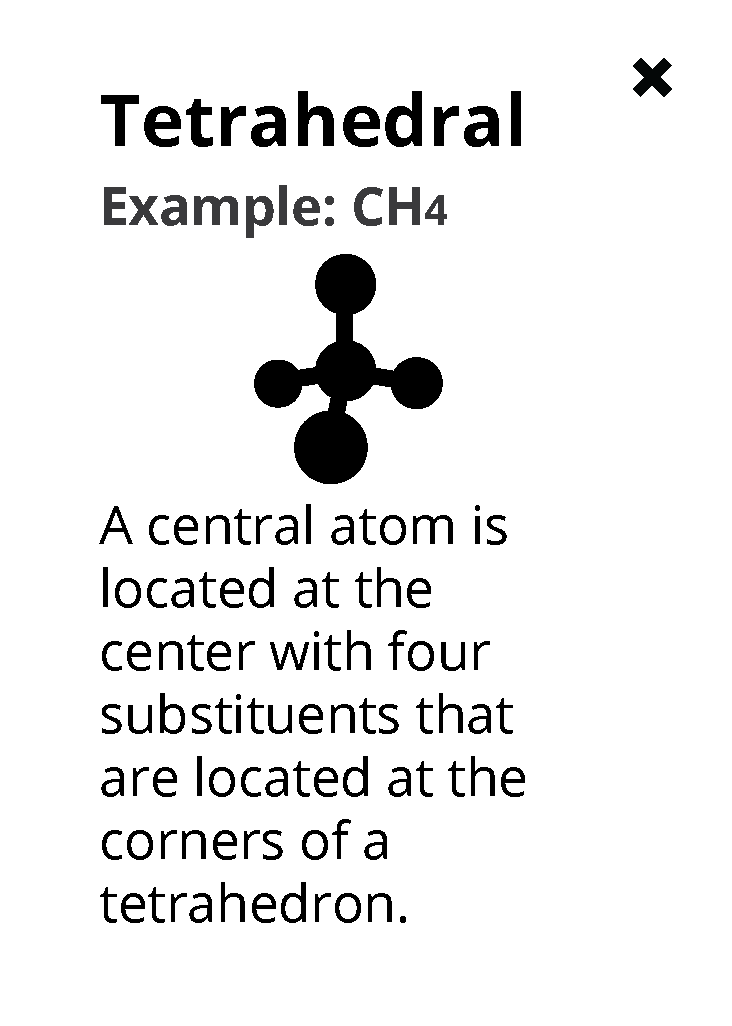 Tetrahedral
Example: CH4
A central atom is
located at the
center with four
substituents that
are located at the
corners of a
tetrahedron.